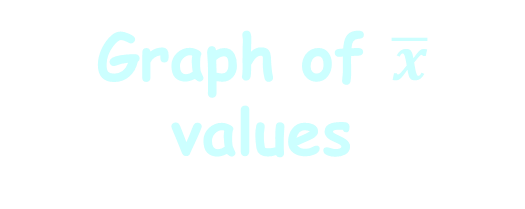 Graph of x̅
values